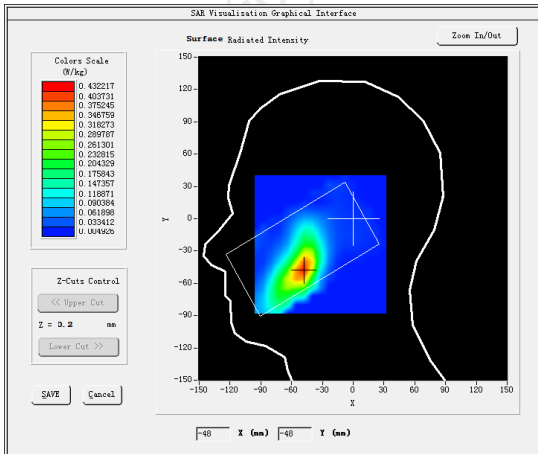 SAR Visualisation Graphical Interface
Surface Radiated Intensity
Zoom In/Out
Colors Scale
(W/kg)
0.432217
0.403731
0.375245
0.346759
0.318273
0.289787
0.261301
0.232815
0.204329
0.175843
0.147357
0.118871
0.090384
0.061898
0.033412
0.004926
Z-Cuts Control
<< Upper Cut
Z = 0.2 mm
Lower Cut >>
SAVE
Cancel
150
120
90
60
30
0
-30
-60
-90
-120
-150
Y
-150 -120 -90 -60 -30 0 30 60 90 120 150
X
-48 X (mm) -48 Y (mm)